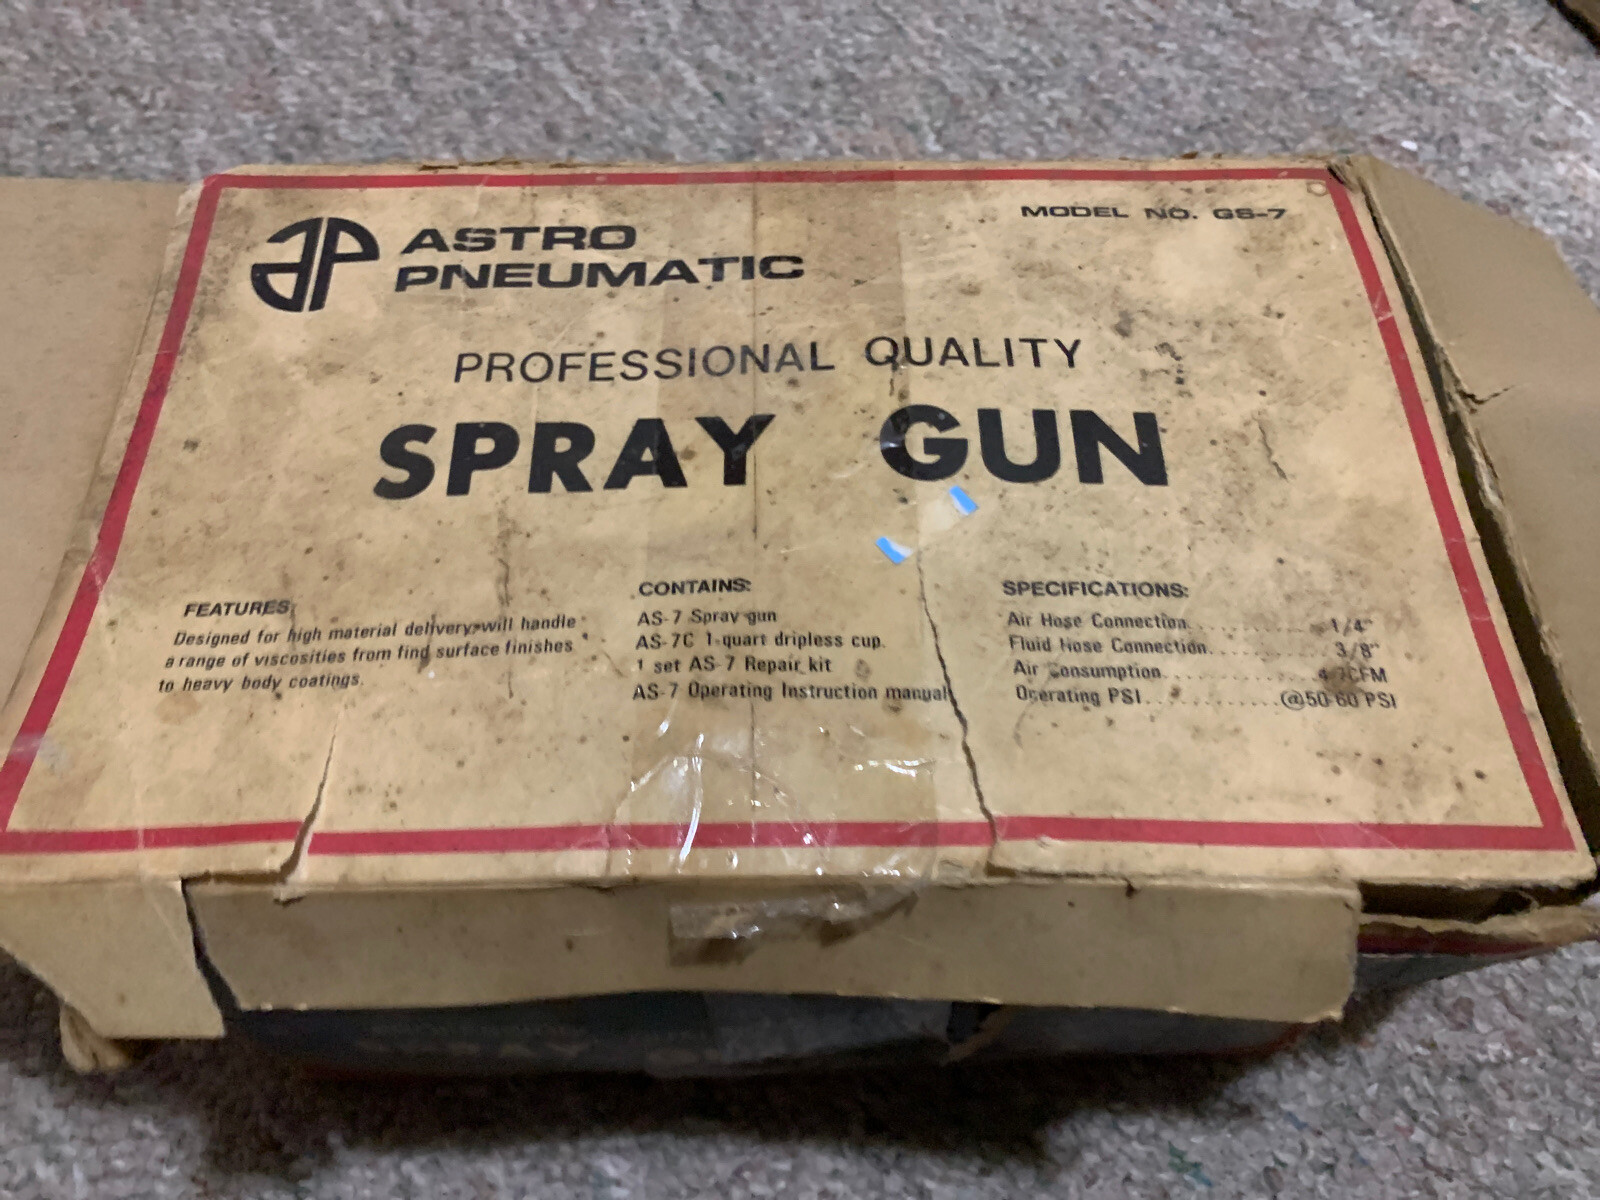 AP ASTRO
PNEUMATIC
MODEL NO. GS-7
PROFESSIONAL QUALITY
SPRAY GUN
FEATURES:
Designed for high material delivery will handle
a range of viscosities from find surface finishes
to heavy body coatings.
CONTAINS:
AS-7 Spray gun
AS-7C 1-quart dripless cup.
1 set AS-7 Repair kit
AS-7 Operating Instruction manual
SPECIFICATIONS:
Air Hose Connection. . . . . . . . . . . . 1/4"
Fluid Hose Connection. . . . . . . . . . . 3/8"
Air Consumption. . . . . . . . . . . . . 4.7CFM
Operating PSI. . . . . . . . . . . . @50-60 PSI